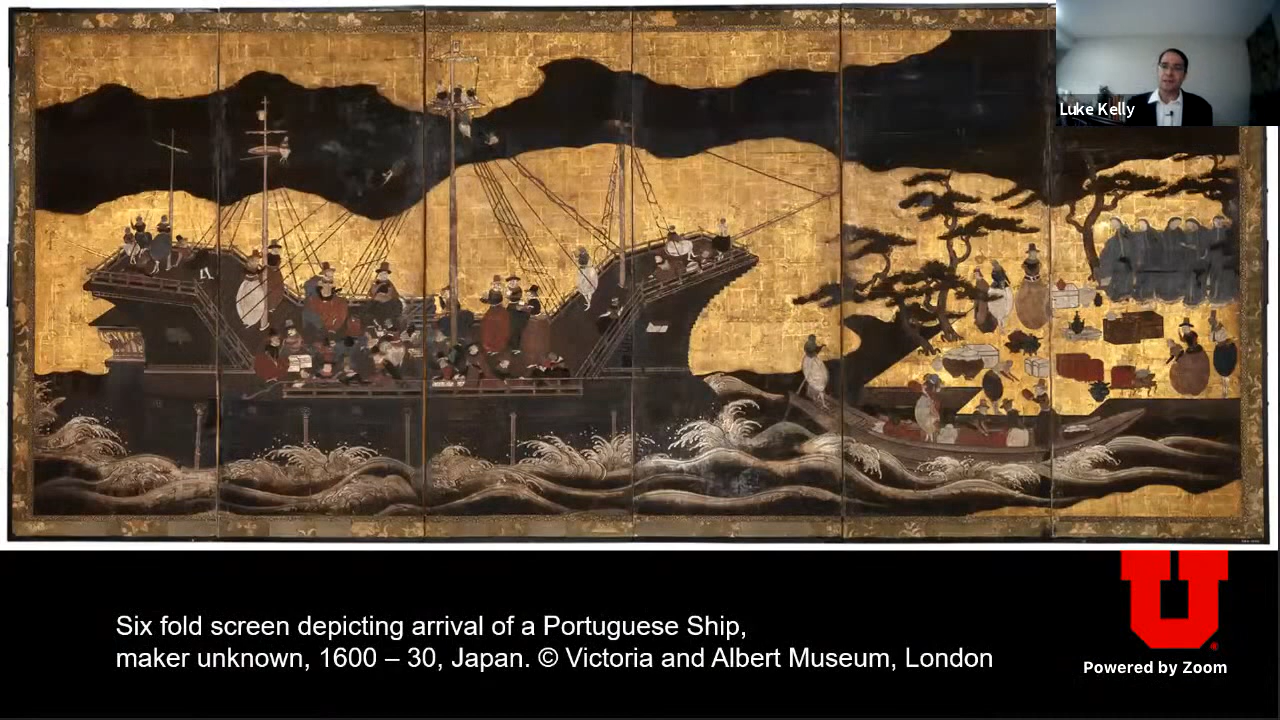 Luke Kelly
Six fold screen depicting arrival of a Portuguese Ship,
maker unknown, 1600 – 30, Japan. © Victoria and Albert Museum, London
U
Powered by Zoom